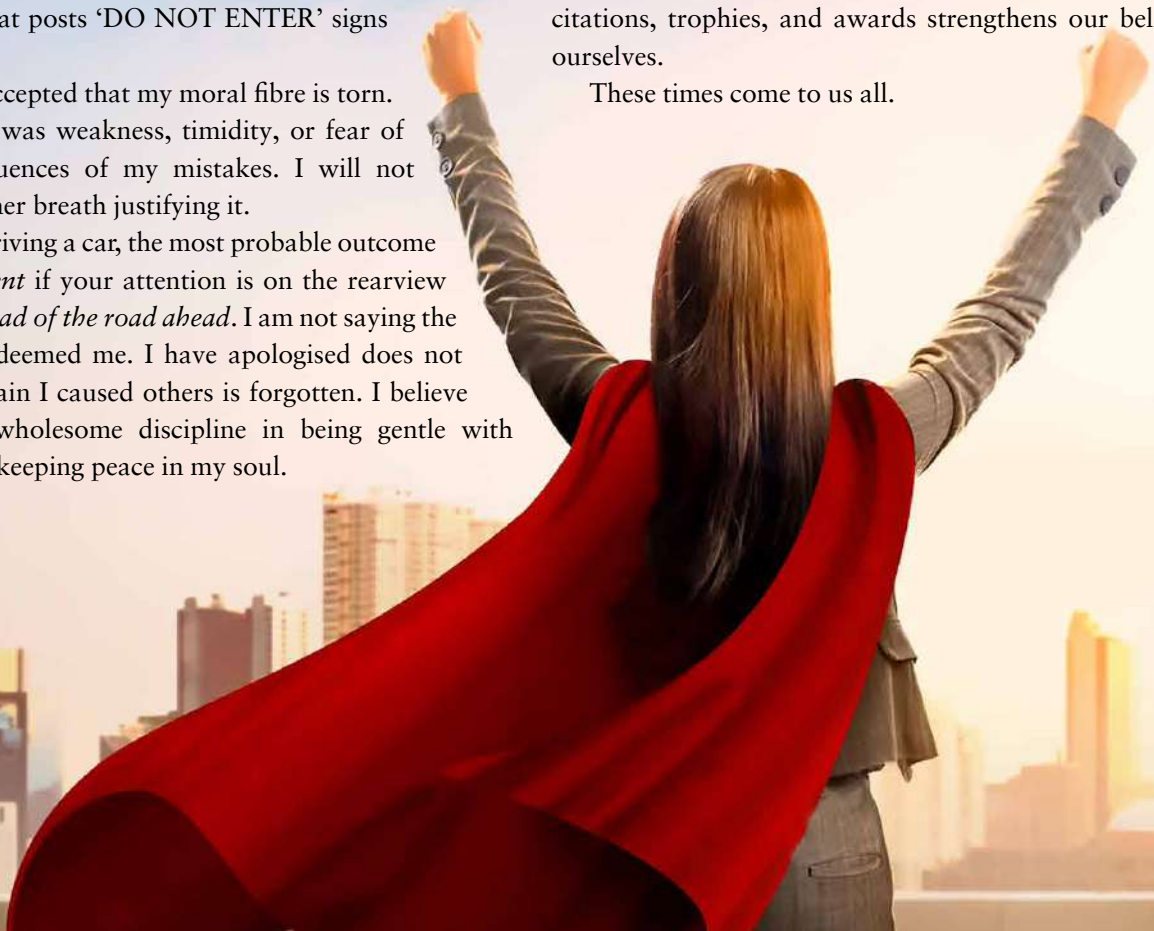 at posts ‘DO NOT ENTER’ signs
ccepted that my moral fibre is torn.
was weakness, timidity, or fear of
uences of my mistakes. I will not
her breath justifying it.
riving a car, the most probable outcome
ent if your attention is on the rearview
ad of the road ahead. I am not saying the
deemed me. I have apologised does not
ain I caused others is forgotten. I believe
wholesome discipline in being gentle with
keeping peace in my soul.
citations, trophies, and awards strengthens our bel
ourselves.
These times come to us all.